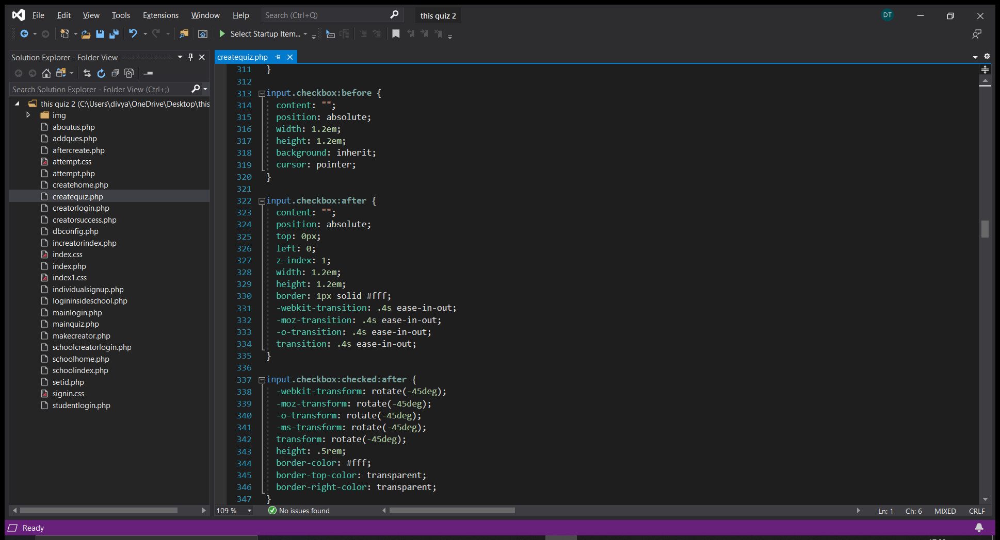 File Edit View Tools Extensions Window Help Search (Ctrl+Q) this quiz 2 DT
Select Startup Item...
Solution Explorer - Folder View
Search Solution Explorer - Folder View (Ctrl+;)
this quiz 2 (C:\Users\divya\OneDrive\Desktop\this
img
aboutus.php
addques.php
aftercreate.php
attempt.css
attempt.php
createhome.php
createquiz.php
creatorlogin.php
creatorsuccess.php
dbconfig.php
increatorindex.php
index.css
index.php
index1.css
individualsignup.php
logininsideschool.php
mainlogin.php
mainquiz.php
makecreator.php
schoolcreatorlogin.php
schoolhome.php
schoolindex.php
setid.php
signin.css
studentlogin.php
createquiz.php
311 }
312
313 input.checkbox:before {
314 content: "";
315 position: absolute;
316 width: 1.2em;
317 height: 1.2em;
318 background: inherit;
319 cursor: pointer;
320 }
321
322 input.checkbox:after {
323 content: "";
324 position: absolute;
325 top: 0px;
326 left: 0;
327 z-index: 1;
328 width: 1.2em;
329 height: 1.2em;
330 border: 1px solid #fff;
331 -webkit-transition: .4s ease-in-out;
332 -moz-transition: .4s ease-in-out;
333 -o-transition: .4s ease-in-out;
334 transition: .4s ease-in-out;
335 }
336
337 input.checkbox:checked:after {
338 -webkit-transform: rotate(-45deg);
339 -moz-transform: rotate(-45deg);
340 -o-transform: rotate(-45deg);
341 -ms-transform: rotate(-45deg);
342 transform: rotate(-45deg);
343 height: .5rem;
344 border-color: #fff;
345 border-top-color: transparent;
346 border-right-color: transparent;
347 }
109 % No issues found Ln: 1 Ch: 6 MIXED CRLF
Ready